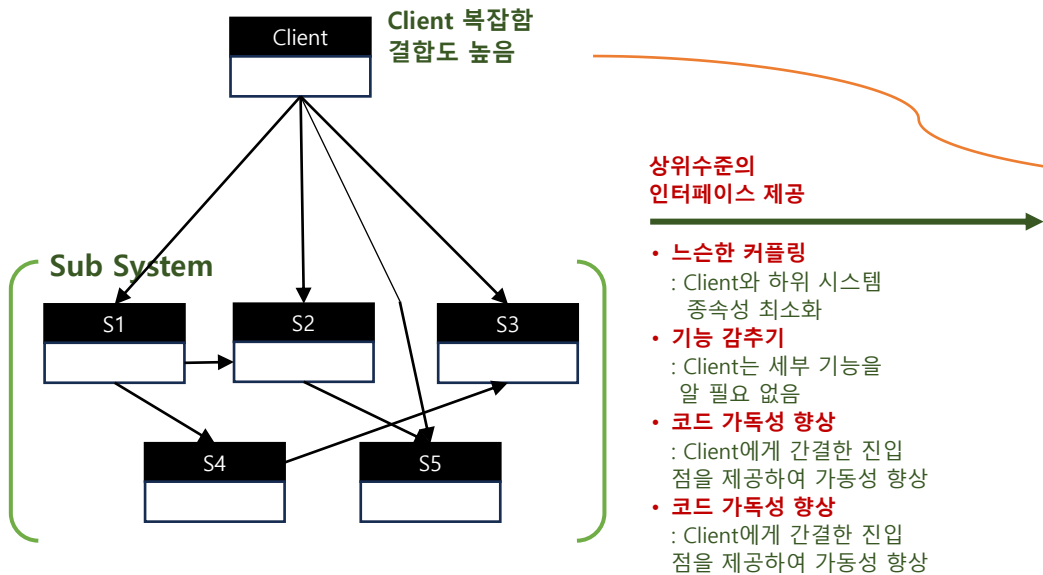 Client
Client 복잡함
결합도 높음
Sub System
S1
S2
S3
S4
S5
상위수준의
인터페이스 제공
• 느슨한 커플링
: Client와 하위 시스템
종속성 최소화
• 기능 감추기
: Client는 세부 기능을
알 필요 없음
• 코드 가독성 향상
: Client에게 간결한 진입
점을 제공하여 가동성 향상
• 코드 가독성 향상
: Client에게 간결한 진입
점을 제공하여 가동성 향상